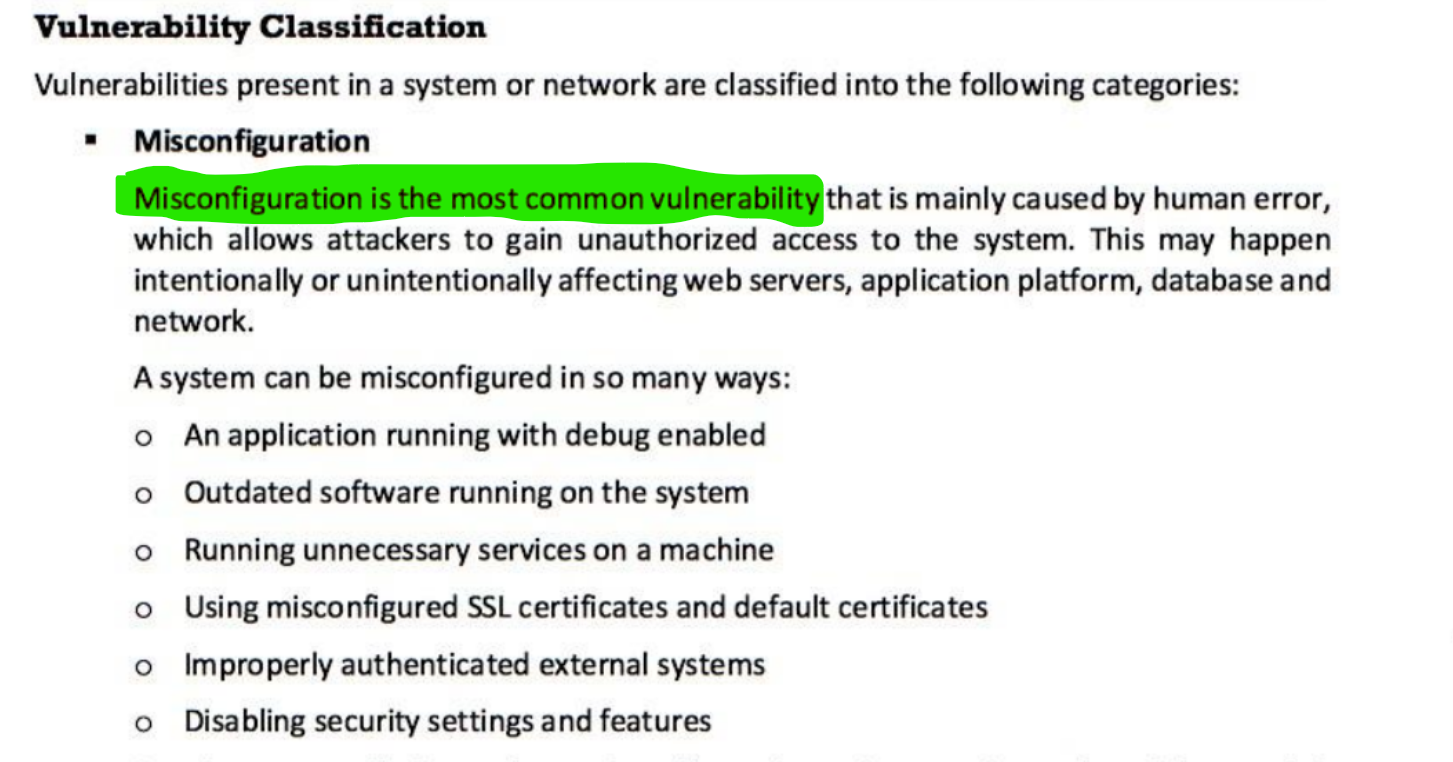 Vulnerability Classification
Vulnerabilities present in a system or network are classified into the following categories:
▪ Misconfiguration
Misconfiguration is the most common vulnerability that is mainly caused by human error,
which allows attackers to gain unauthorized access to the system. This may happen
intentionally or unintentionally affecting web servers, application platform, database and
network.
A system can be misconfigured in so many ways:
o An application running with debug enabled
o Outdated software running on the system
o Running unnecessary services on a machine
o Using misconfigured SSL certificates and default certificates
o Improperly authenticated external systems
o Disabling security settings and features